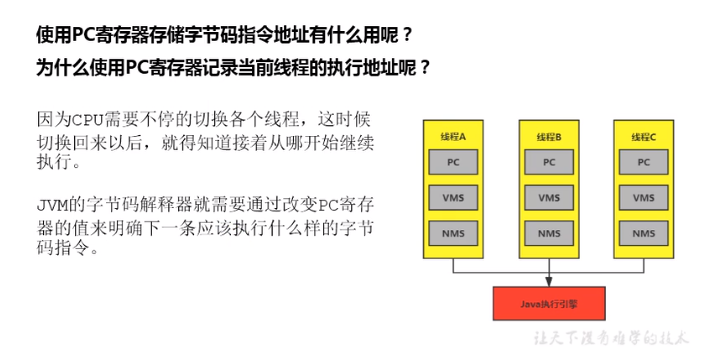 使用PC寄存器存储字节码指令地址有什么用呢？
为什么使用PC寄存器记录当前线程的执行地址呢？
因为CPU需要不停的切换各个线程，这时候
切换回来以后，就得知道接着从哪开始继续
执行。
JVM的字节码解释器就需要通过改变PC寄存
器的值来明确下一条应该执行什么样的字节
码指令。
线程A
PC
VMS
NMS
线程B
PC
VMS
NMS
线程C
PC
VMS
NMS
Java执行引擎
让天下没有难学的技术